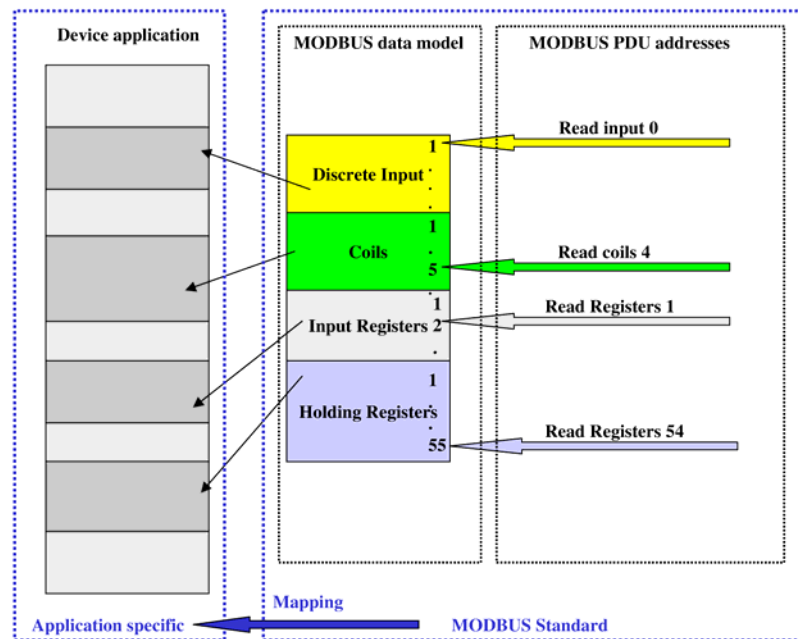 Device application
MODBUS data model
MODBUS PDU addresses
1
.
Discrete Input
.
.
Read input 0
1
.
Coils
5
.
Read coils 4
1
Input Registers 2
.
Read Registers 1
1
.
Holding Registers
.
55
Read Registers 54
Mapping
Application specific
MODBUS Standard